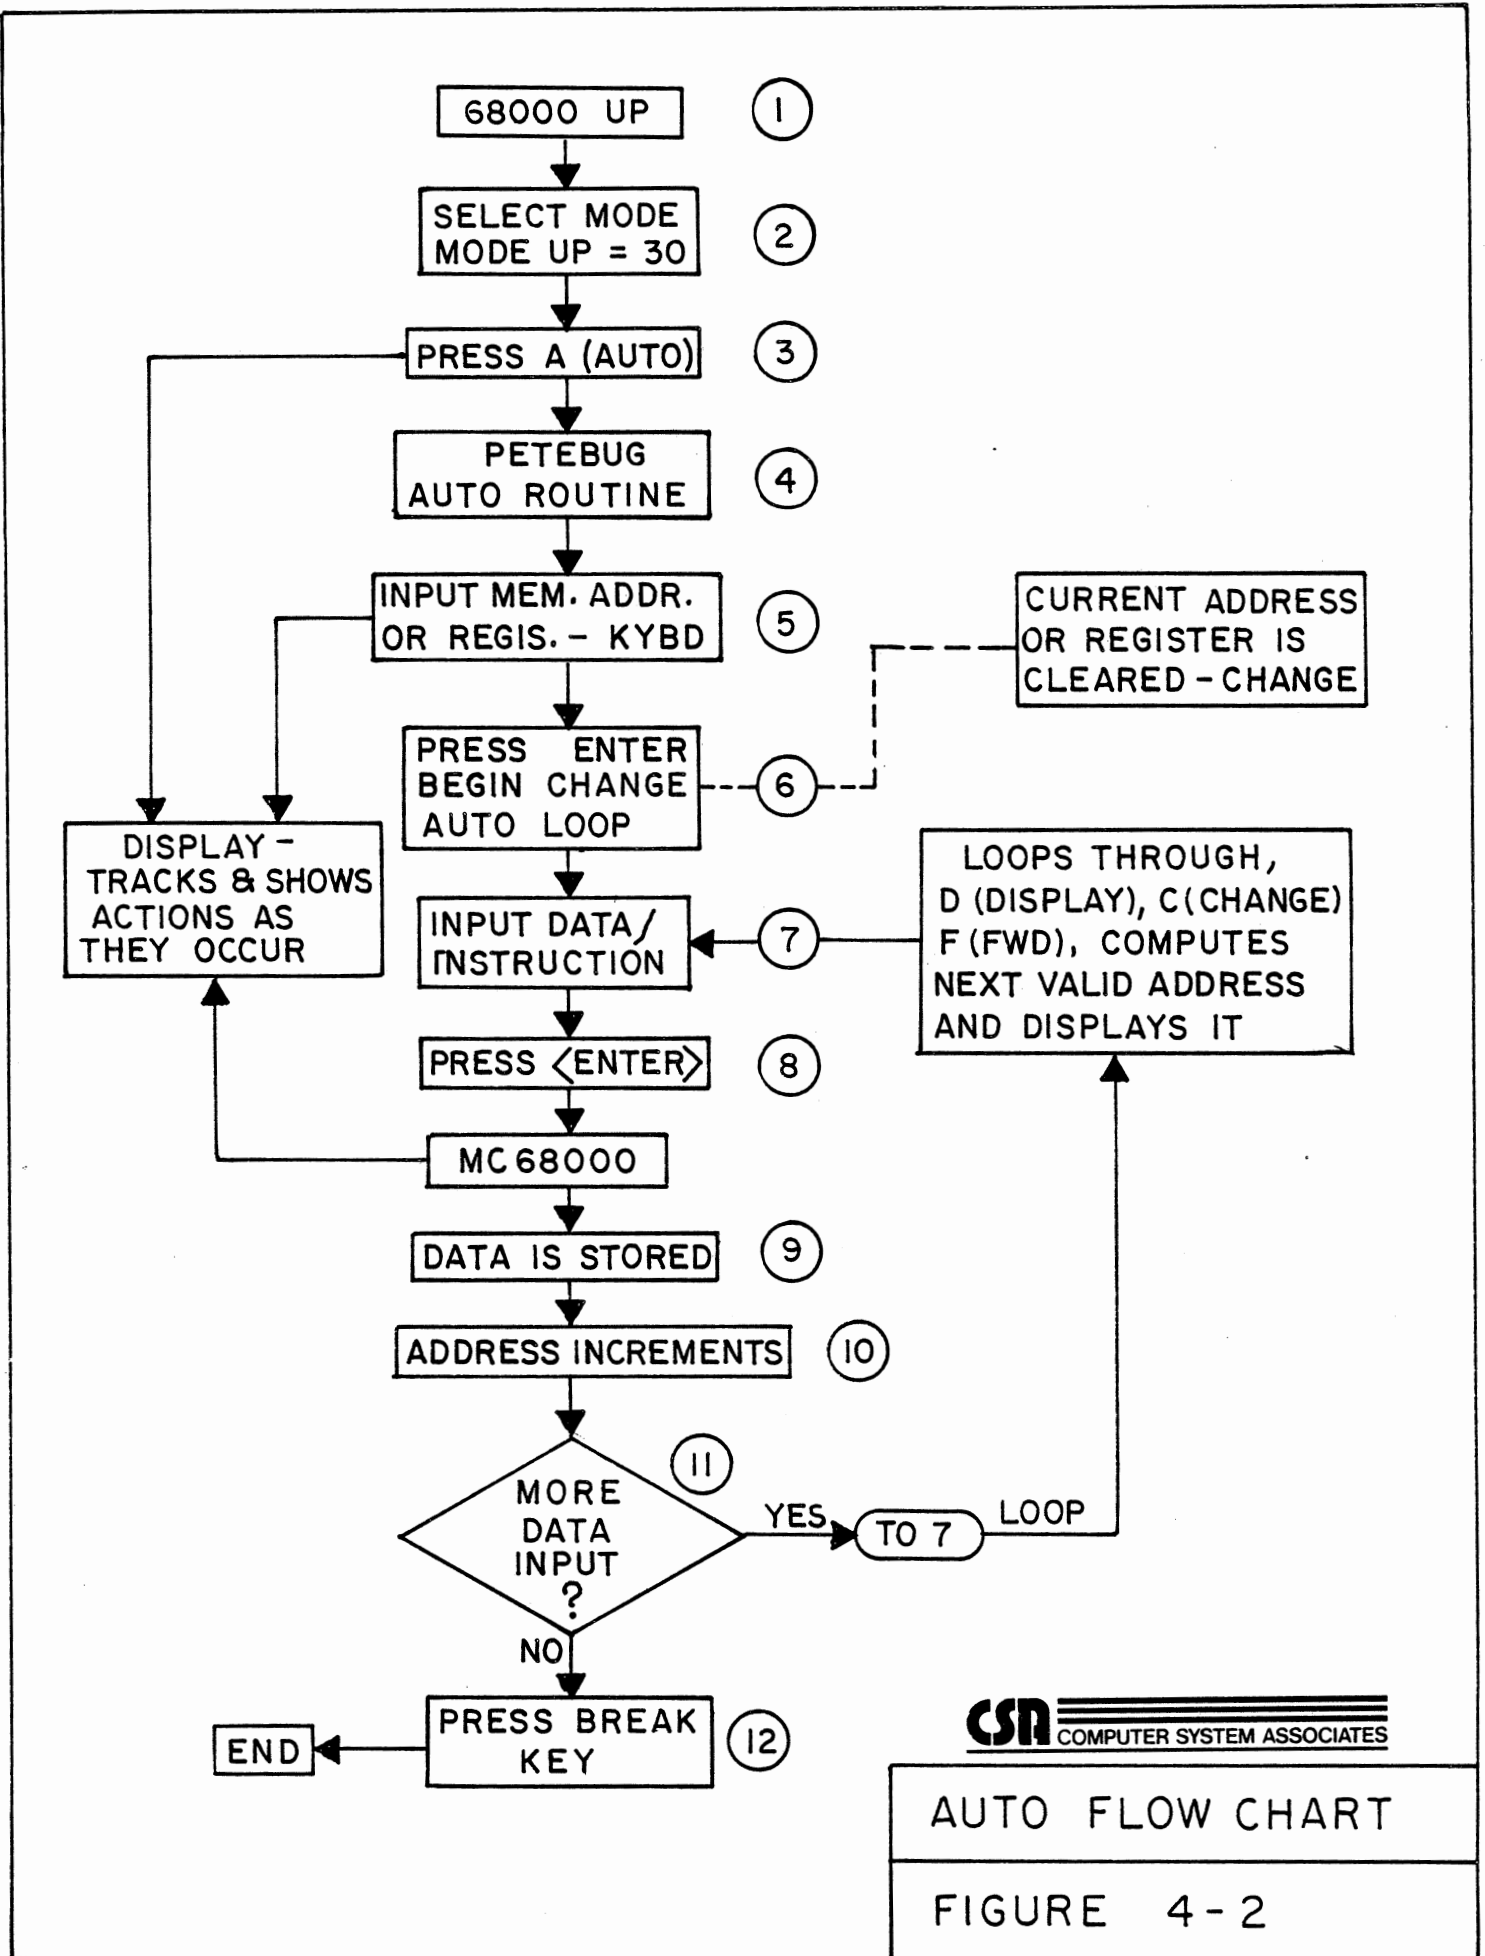 68000 UP
1
SELECT MODE
MODE UP = 30
2
PRESS A (AUTO)
3
PETEBUG
AUTO ROUTINE
4
INPUT MEM. ADDR.
OR REGIS. - KYBD
5
CURRENT ADDRESS
OR REGISTER IS
CLEARED - CHANGE
PRESS ENTER
BEGIN CHANGE
AUTO LOOP
6
DISPLAY -
TRACKS & SHOWS
ACTIONS AS
THEY OCCUR
INPUT DATA/
INSTRUCTION
7
LOOPS THROUGH,
D (DISPLAY), C(CHANGE)
F (FWD), COMPUTES
NEXT VALID ADDRESS
AND DISPLAYS IT
PRESS <ENTER>
8
MC68000
DATA IS STORED
9
ADDRESS INCREMENTS
10
11
MORE
DATA
INPUT
?
YES
TO 7
LOOP
NO
PRESS BREAK
KEY
12
END
CSA
COMPUTER SYSTEM ASSOCIATES
AUTO FLOW CHART
FIGURE 4-2